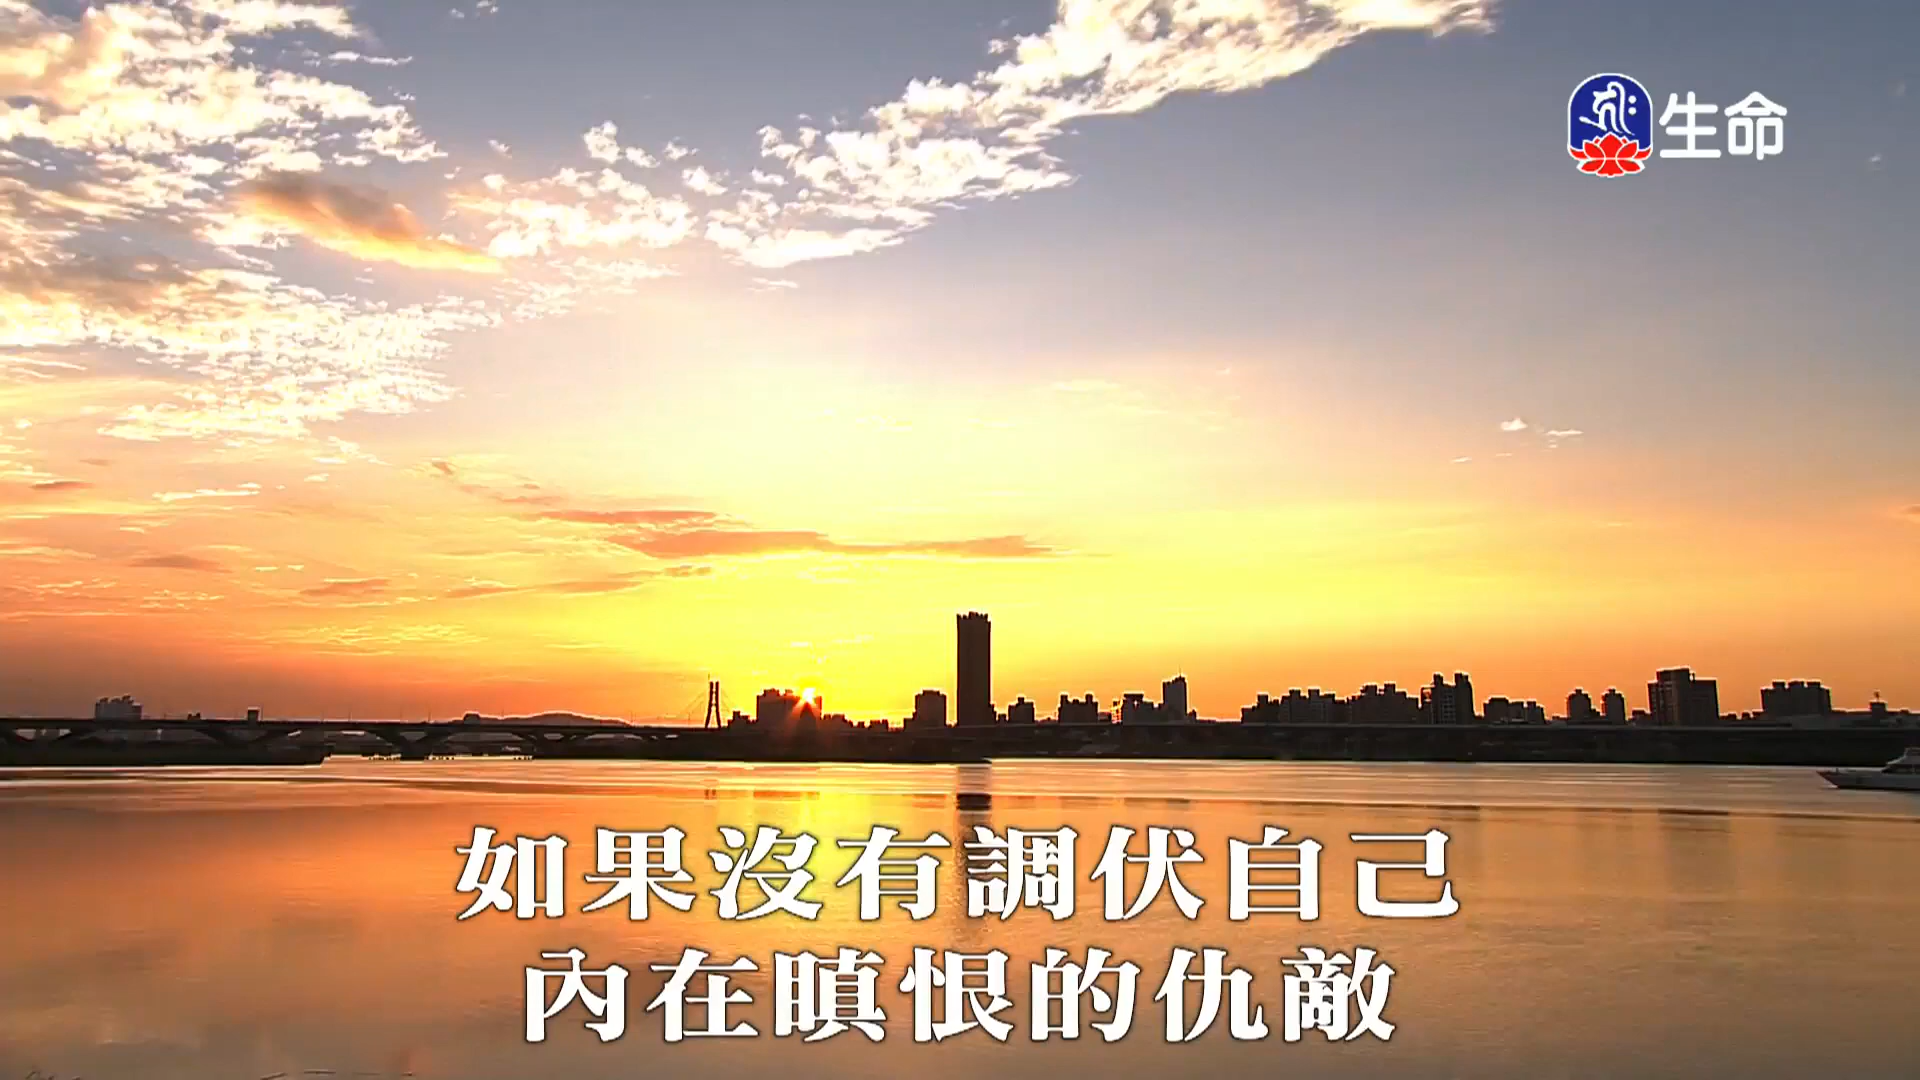 生命
如果沒有調伏自己
內在瞋恨的仇敵